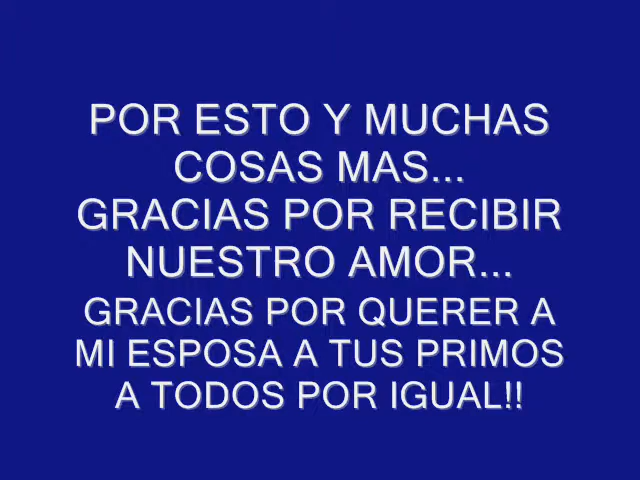 POR ESTO Y MUCHAS
COSAS MAS...
GRACIAS POR RECIBIR
NUESTRO AMOR...
GRACIAS POR QUERER A
MI ESPOSA A TUS PRIMOS
A TODOS POR IGUAL!!